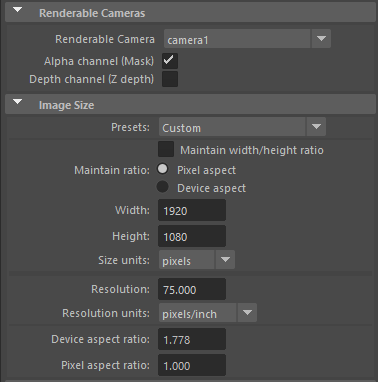 Renderable Cameras
Renderable Camera camera1
Alpha channel (Mask)
Depth channel (Z depth)
Image Size
Presets: Custom
Maintain width/height ratio
Maintain ratio: Pixel aspect
Device aspect
Width: 1920
Height: 1080
Size units: pixels
Resolution: 75.000
Resolution units: pixels/inch
Device aspect ratio: 1.778
Pixel aspect ratio: 1.000